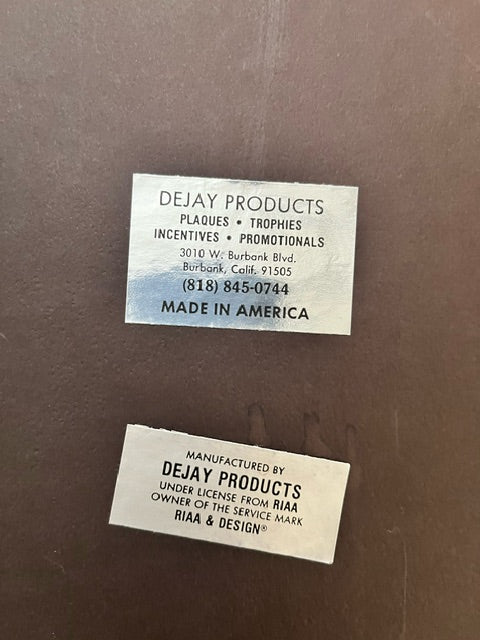 DEJAY PRODUCTS
PLAQUES • TROPHIES
INCENTIVES • PROMOTIONALS
3010 W. Burbank Blvd.
Burbank, Calif. 91505
(818) 845-0744
MADE IN AMERICA
MANUFACTURED BY
DEJAY PRODUCTS
UNDER LICENSE FROM RIAA
OWNER OF THE SERVICE MARK
RIAA & DESIGN®